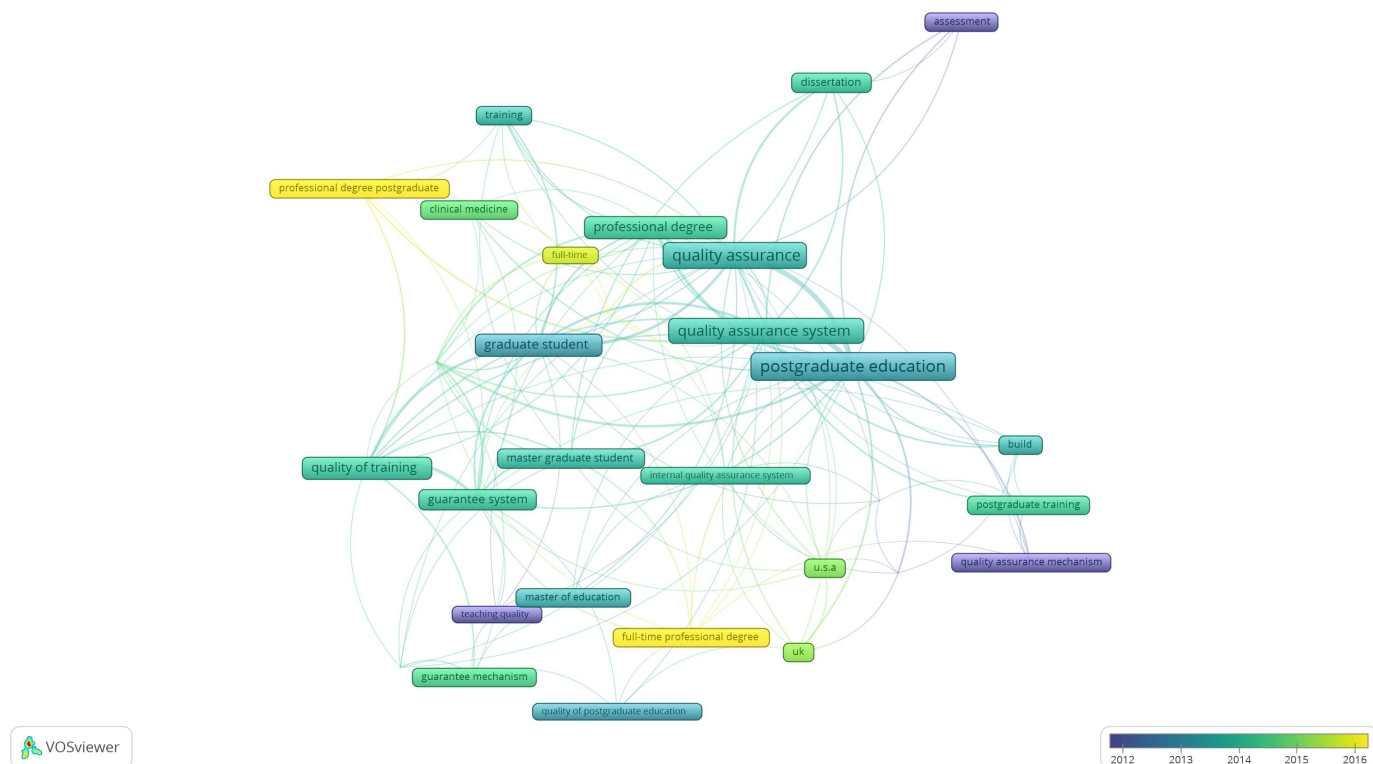 assessment
dissertation
training
professional degree postgraduate
clinical medicine
professional degree
full-time
quality assurance
quality assurance system
graduate student
postgraduate education
build
master graduate student
quality of training
internal quality assurance system
guarantee system
postgraduate training
quality assurance mechanism
u.s.a
master of education
teaching quality
full-time professional degree
uk
guarantee mechanism
quality of postgraduate education
VOSviewer
2012 2013 2014 2015 2016